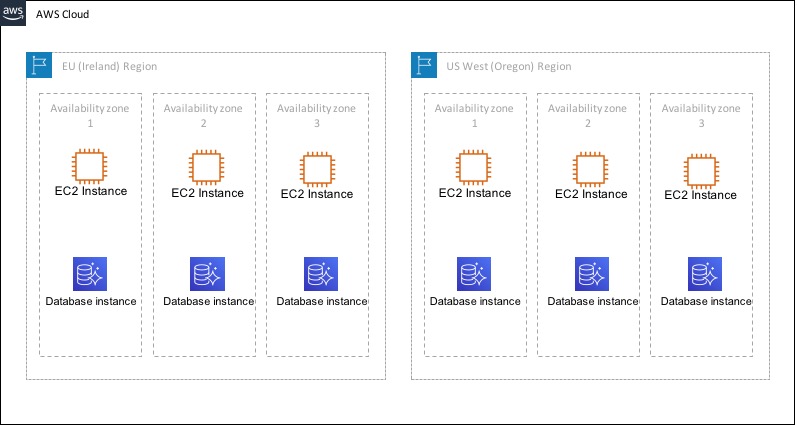 aws
AWS Cloud
EU (Ireland) Region
Availability zone
1
Availability zone
2
Availability zone
3
EC2 Instance
EC2 Instance
EC2 Instance
Database instance
Database instance
Database instance
US West (Oregon) Region
Availability zone
1
Availability zone
2
Availability zone
3
EC2 Instance
EC2 Instance
EC2 Instance
Database instance
Database instance
Database instance